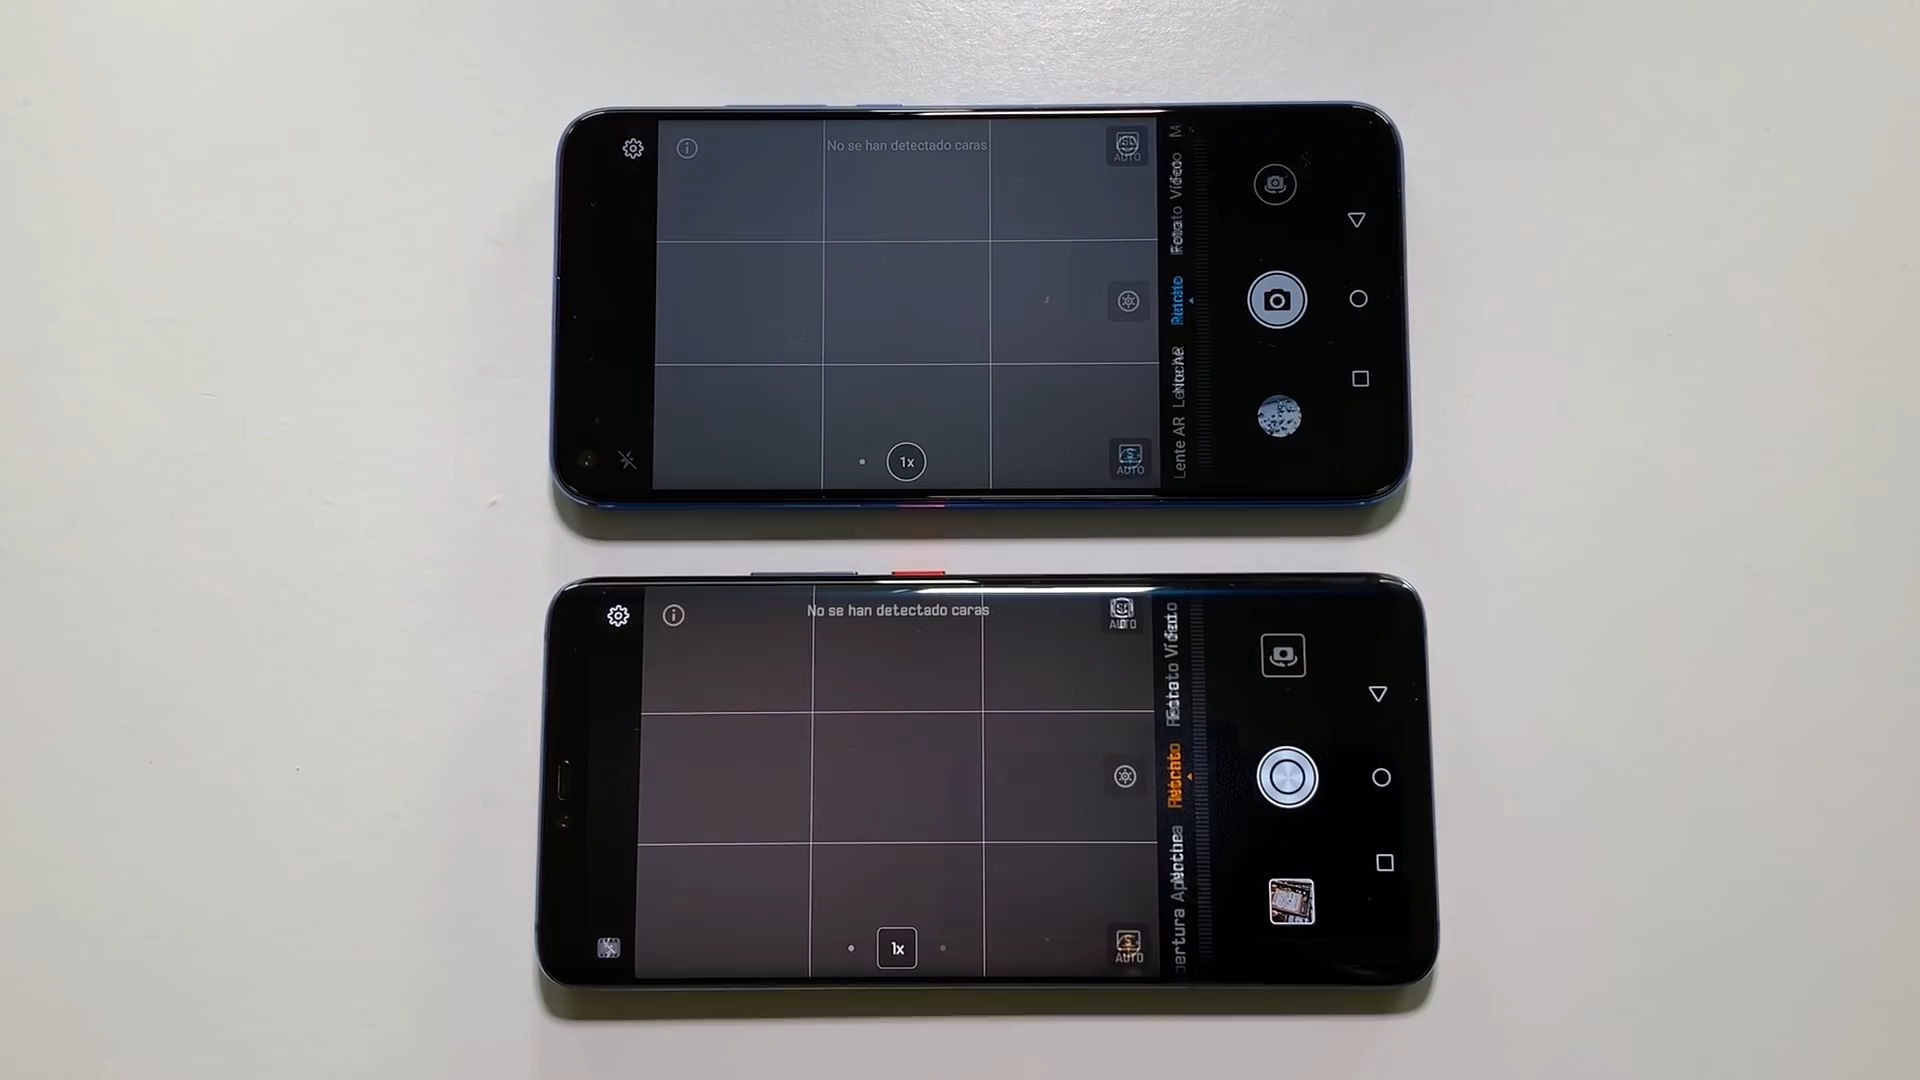 No se han detectado caras
AUTO
1x
AUTO
Lente AR
Noche
Retrato
Vídeo
M
No se han detectado caras
AUTO
1x
AUTO
pertura
Retrato
Vídeo